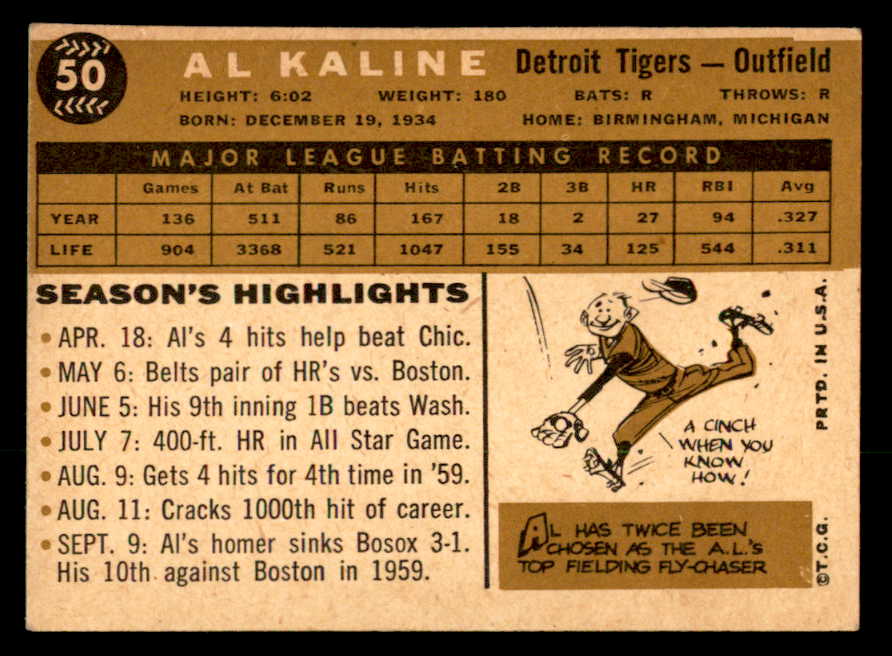 50
AL KALINE Detroit Tigers — Outfield
HEIGHT: 6:02 WEIGHT: 180 BATS: R THROWS: R
BORN: DECEMBER 19, 1934 HOME: BIRMINGHAM, MICHIGAN
MAJOR LEAGUE BATTING RECORD
Games At Bat Runs Hits 2B 3B HR RBI Avg
YEAR 136 511 86 167 18 2 27 94 .327
LIFE 904 3368 521 1047 155 34 125 544 .311
SEASON'S HIGHLIGHTS
• APR. 18: Al's 4 hits help beat Chic.
• MAY 6: Belts pair of HR's vs. Boston.
• JUNE 5: His 9th inning 1B beats Wash.
• JULY 7: 400-ft. HR in All Star Game.
• AUG. 9: Gets 4 hits for 4th time in '59.
• AUG. 11: Cracks 1000th hit of career.
• SEPT. 9: Al's homer sinks Bosox 3-1.
His 10th against Boston in 1959.
A CINCH
WHEN YOU
KNOW
HOW!
AL HAS TWICE BEEN
CHOSEN AS THE A.L.'S
TOP FIELDING FLY-CHASER
PRTD. IN U.S.A.
©T.C.G.